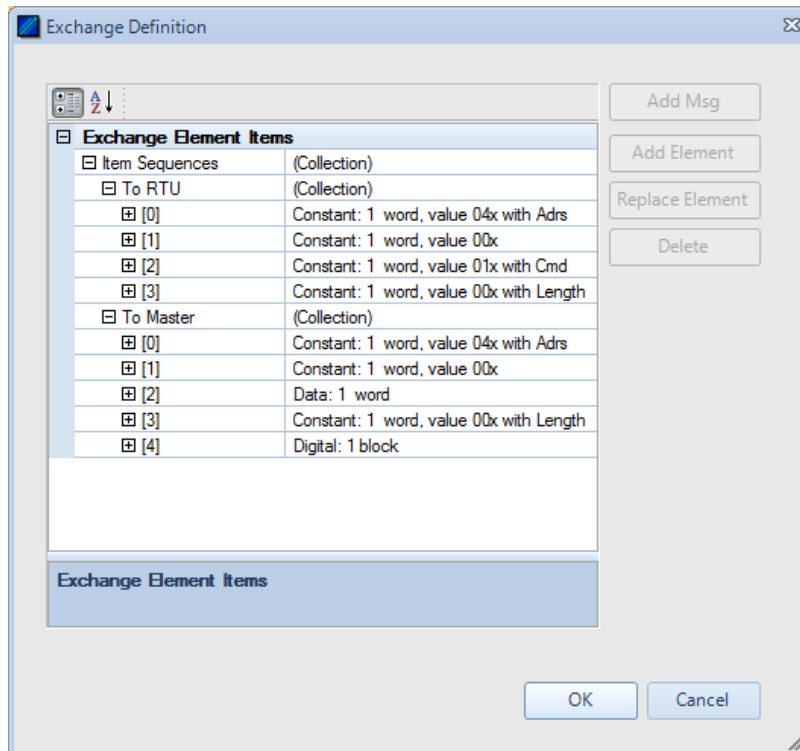 Exchange Definition
A Z
Exchange Element Items
Item Sequences (Collection)
To RTU (Collection)
[0] Constant: 1 word, value 04x with Adrs
[1] Constant: 1 word, value 00x
[2] Constant: 1 word, value 01x with Cmd
[3] Constant: 1 word, value 00x with Length
To Master (Collection)
[0] Constant: 1 word, value 04x with Adrs
[1] Constant: 1 word, value 00x
[2] Data: 1 word
[3] Constant: 1 word, value 00x with Length
[4] Digital: 1 block
Exchange Element Items
Add Msg
Add Element
Replace Element
Delete
OK Cancel